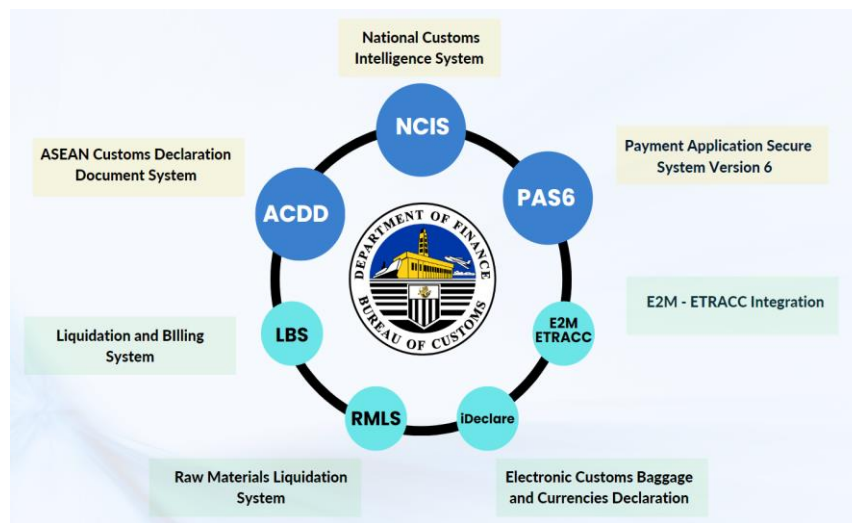 National Customs
Intelligence System
NCIS
ASEAN Customs Declaration
Document System
ACDD
Payment Application Secure
System Version 6
PAS6
DEPARTMENT OF FINANCE
BUREAU OF CUSTOMS
E2M - ETRACC Integration
E2M
ETRACC
Liquidation and BIlling
System
LBS
RMLS
iDeclare
Raw Materials Liquidation
System
Electronic Customs Baggage
and Currencies Declaration